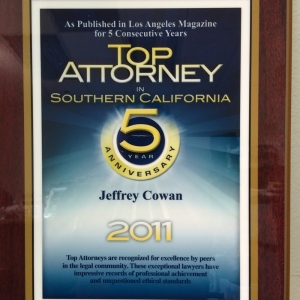 As Published in Los Angeles Magazine
for 5 Consecutive Years
TOP
ATTORNEY
IN
SOUTHERN CALIFORNIA
5
YEAR
ANNIVERSARY
Jeffrey Cowan
2011
Top Attorneys are recognized for excellence by peers
in the legal community. These exceptional lawyers have
impressive records of professional achievement
and unquestioned ethical standards